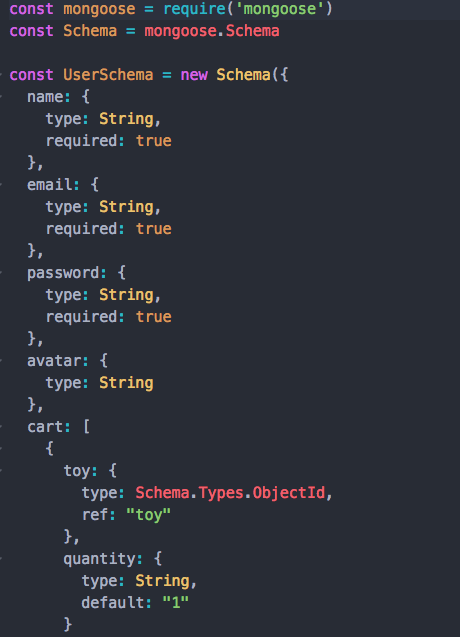 const mongoose = require('mongoose')
const Schema = mongoose.Schema

const UserSchema = new Schema({
  name: {
    type: String,
    required: true
  },
  email: {
    type: String,
    required: true
  },
  password: {
    type: String,
    required: true
  },
  avatar: {
    type: String
  },
  cart: [
    {
      toy: {
        type: Schema.Types.ObjectId,
        ref: "toy"
      },
      quantity: {
        type: String,
        default: "1"
      }